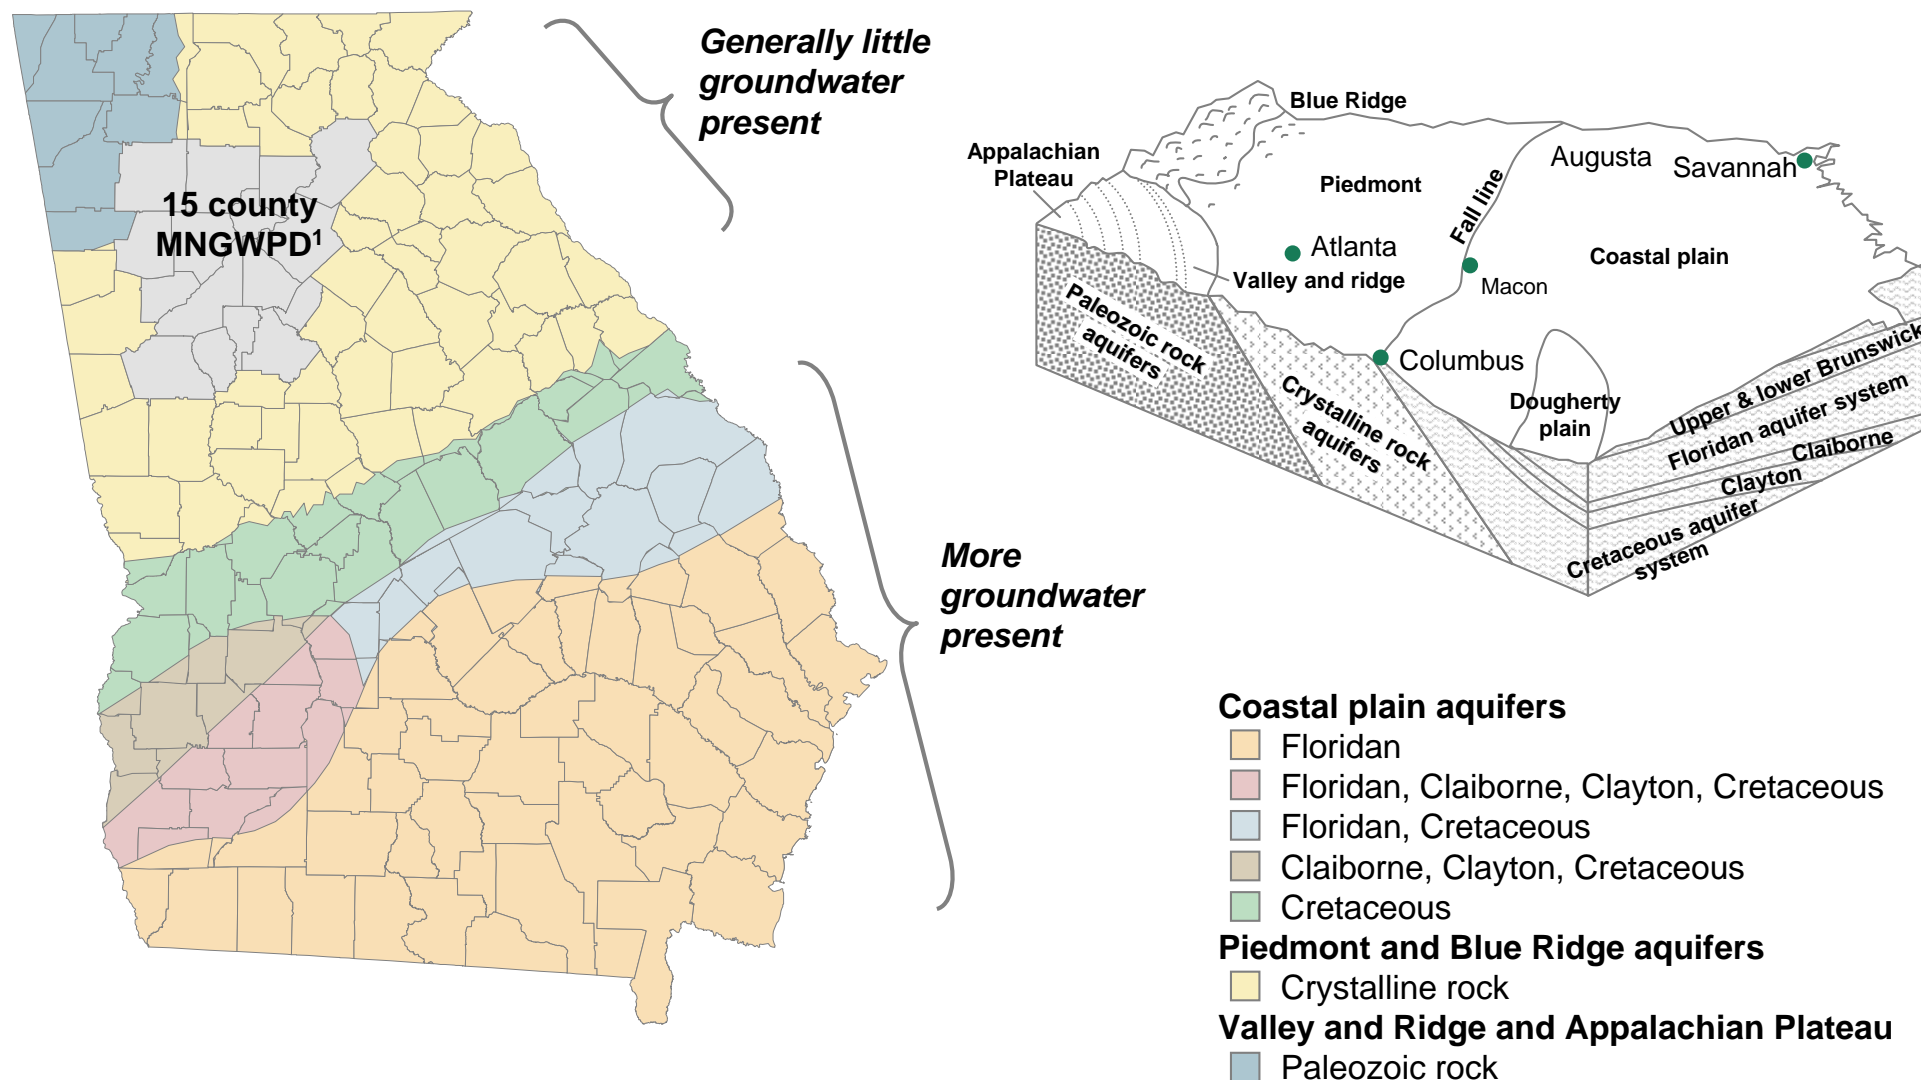 Generally little
groundwater
present
15 county
MNGWPD¹
More
groundwater
present
Blue Ridge
Appalachian
Plateau
Piedmont
Fall line
Augusta
Savannah
Atlanta
Valley and ridge
Macon
Coastal plain
Columbus
Dougherty
plain
Paleozoic rock
aquifers
Crystalline rock
aquifers
Upper & lower Brunswick
Floridan aquifer system
Claiborne
Clayton
Cretaceous aquifer
system
Coastal plain aquifers
Floridan
Floridan, Claiborne, Clayton, Cretaceous
Floridan, Cretaceous
Claiborne, Clayton, Cretaceous
Cretaceous
Piedmont and Blue Ridge aquifers
Crystalline rock
Valley and Ridge and Appalachian Plateau
Paleozoic rock